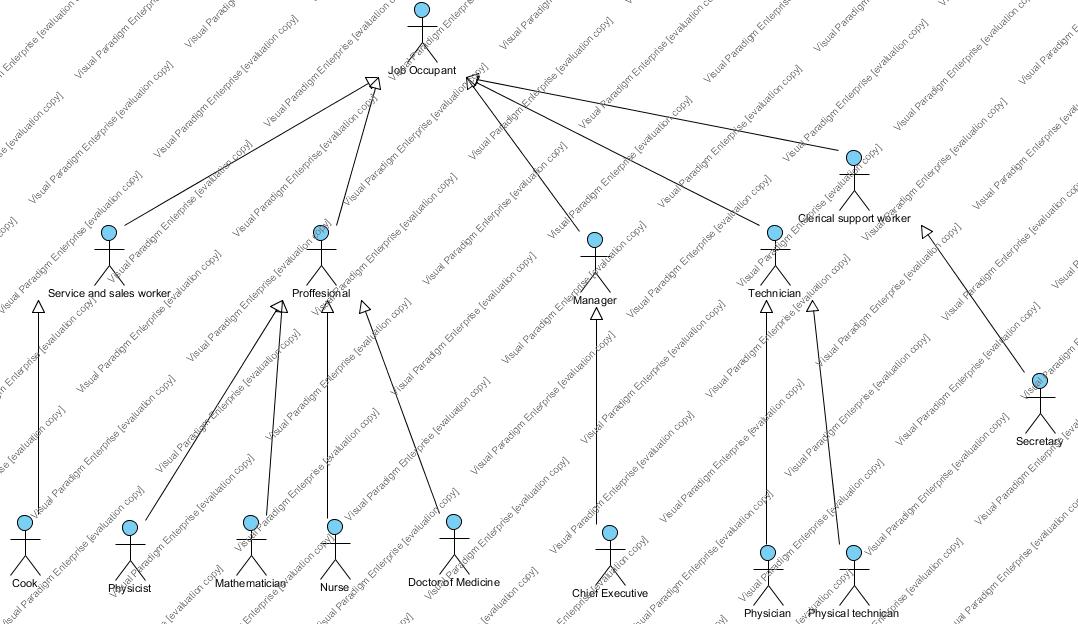 Job Occupant
Clerical support worker
Service and sales worker
Proffesional
Manager
Technician
Secretary
Cook
Physicist
Mathematician
Nurse
Doctor of Medicine
Chief Executive
Physician
Physical technican
Visual Paradigm Enterprise [evaluation copy]